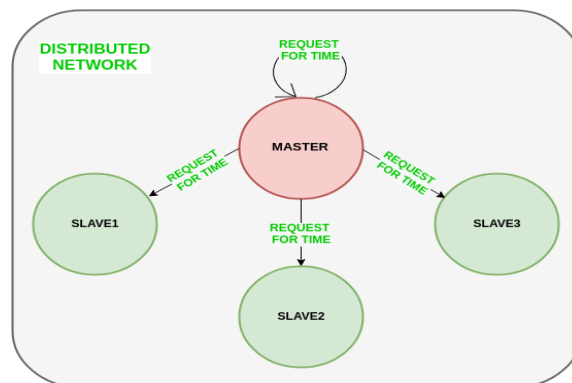 DISTRIBUTED
NETWORK
REQUEST
FOR TIME
MASTER
REQUEST
FOR TIME
REQUEST
FOR TIME
SLAVE1
REQUEST
FOR TIME
SLAVE3
SLAVE2